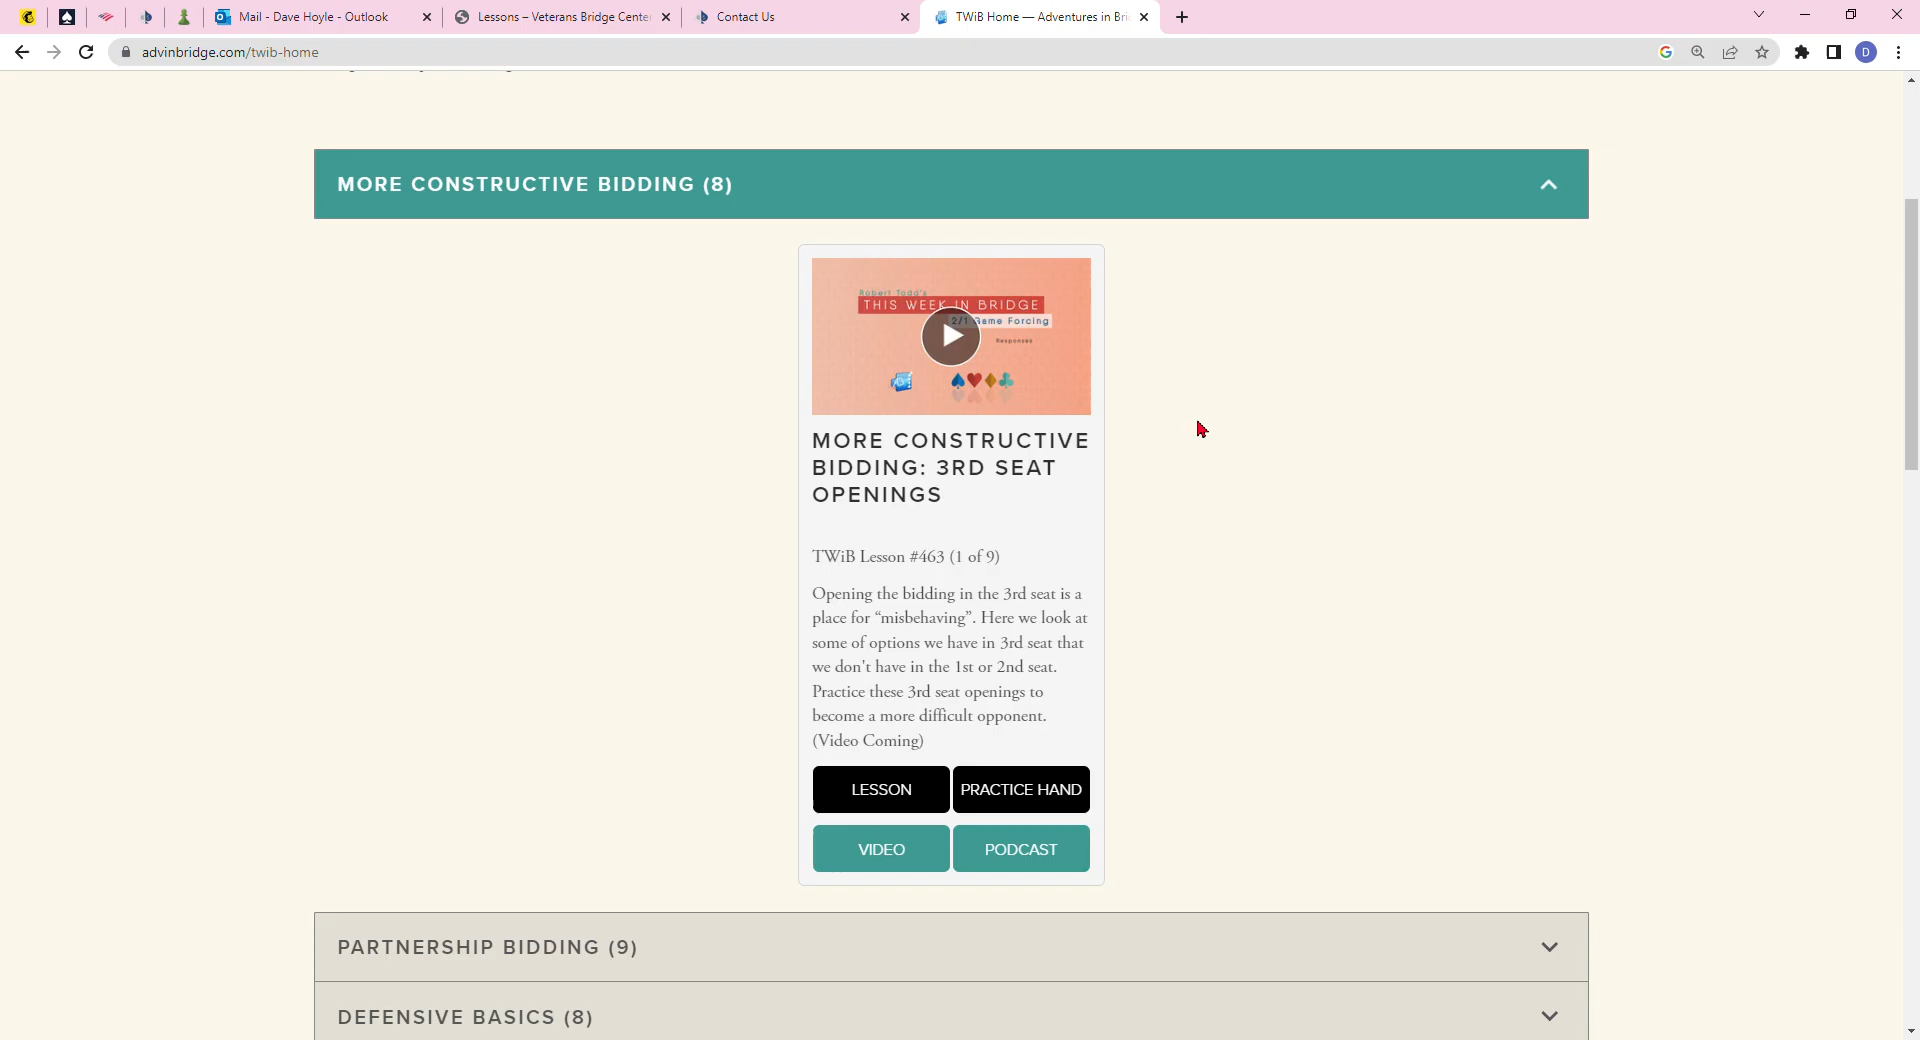 Mail - Dave Hoyle - Outlook
Lessons – Veterans Bridge Center
Contact Us
TWiB Home — Adventures in Bri
advinbridge.com/twib-home
D
MORE CONSTRUCTIVE BIDDING (8)
Robert Todd's
THIS WEEK IN BRIDGE
2/1 Game Forcing
Responses
MORE CONSTRUCTIVE
BIDDING: 3RD SEAT
OPENINGS
TWiB Lesson #463 (1 of 9)
Opening the bidding in the 3rd seat is a
place for “misbehaving”. Here we look at
some of options we have in 3rd seat that
we don't have in the 1st or 2nd seat.
Practice these 3rd seat openings to
become a more difficult opponent.
(Video Coming)
LESSON
PRACTICE HAND
VIDEO
PODCAST
PARTNERSHIP BIDDING (9)
DEFENSIVE BASICS (8)